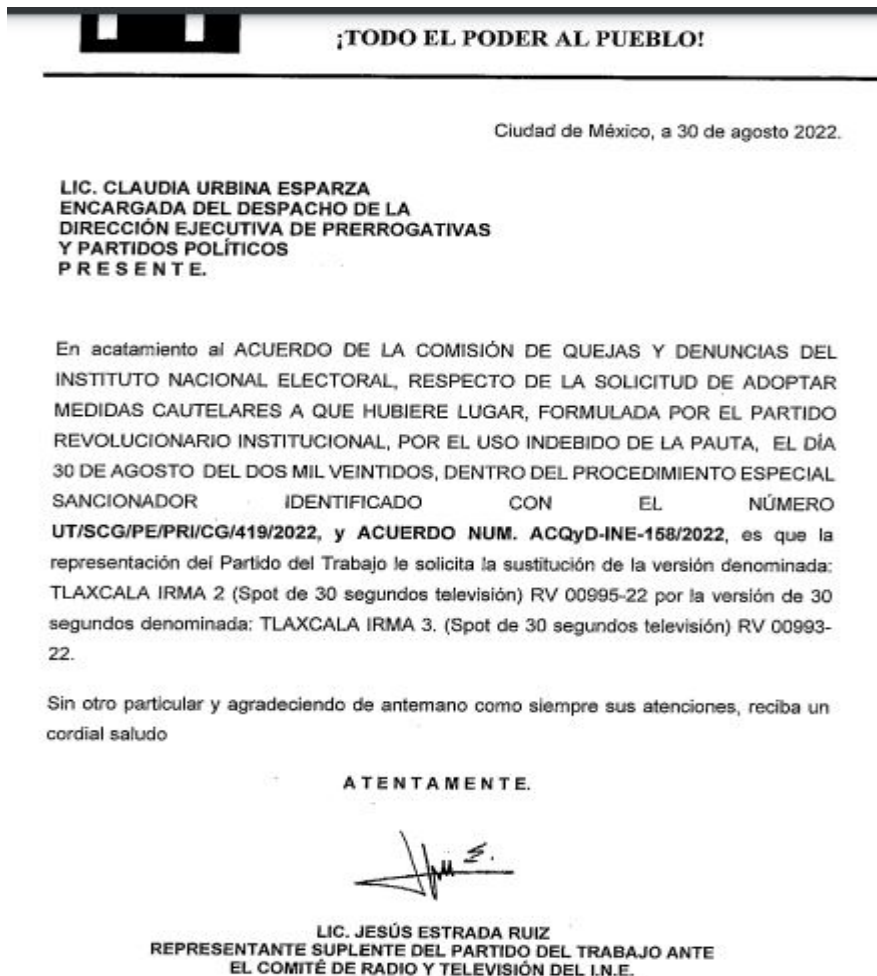 ¡TODO EL PODER AL PUEBLO!
Ciudad de México, a 30 de agosto 2022.
LIC. CLAUDIA URBINA ESPARZA
ENCARGADA DEL DESPACHO DE LA
DIRECCIÓN EJECUTIVA DE PRERROGATIVAS
Y PARTIDOS POLÍTICOS
P R E S E N T E.
En acatamiento al ACUERDO DE LA COMISIÓN DE QUEJAS Y DENUNCIAS DEL
INSTITUTO NACIONAL ELECTORAL, RESPECTO DE LA SOLICITUD DE ADOPTAR
MEDIDAS CAUTELARES A QUE HUBIERE LUGAR, FORMULADA POR EL PARTIDO
REVOLUCIONARIO INSTITUCIONAL, POR EL USO INDEBIDO DE LA PAUTA, EL DÍA
30 DE AGOSTO DEL DOS MIL VEINTIDOS, DENTRO DEL PROCEDIMIENTO ESPECIAL
SANCIONADOR IDENTIFICADO CON EL NÚMERO
UT/SCG/PE/PRI/CG/419/2022, y ACUERDO NUM. ACQyD-INE-158/2022, es que la
representación del Partido del Trabajo le solicita la sustitución de la versión denominada:
TLAXCALA IRMA 2 (Spot de 30 segundos televisión) RV 00995-22 por la versión de 30
segundos denominada: TLAXCALA IRMA 3. (Spot de 30 segundos televisión) RV 00993-
22.
Sin otro particular y agradeciendo de antemano como siempre sus atenciones, reciba un
cordial saludo
A T E N T A M E N T E.
LIC. JESÚS ESTRADA RUIZ
REPRESENTANTE SUPLENTE DEL PARTIDO DEL TRABAJO ANTE
EL COMITÉ DE RADIO Y TELEVISIÓN DEL I.N.E.